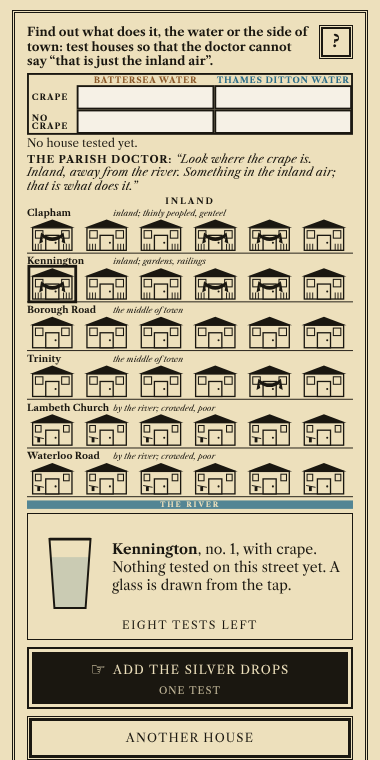 Find out what does it, the water or the side of
town: test houses so that the doctor cannot
say “that is just the inland air”.
?
BATTERSEA WATER THAMES DITTON WATER
CRAPE
NO
CRAPE
No house tested yet.
THE PARISH DOCTOR: “Look where the crape is.
Inland, away from the river. Something in the inland air;
that is what does it.”
INLAND
Clapham inland; thinly peopled, genteel
Kennington inland; gardens, railings
Borough Road the middle of town
Trinity the middle of town
Lambeth Church by the river; crowded, poor
Waterloo Road by the river; crowded, poor
THE RIVER
Kennington, no. 1, with crape.
Nothing tested on this street yet. A
glass is drawn from the tap.
EIGHT TESTS LEFT
☞ ADD THE SILVER DROPS
ONE TEST
ANOTHER HOUSE